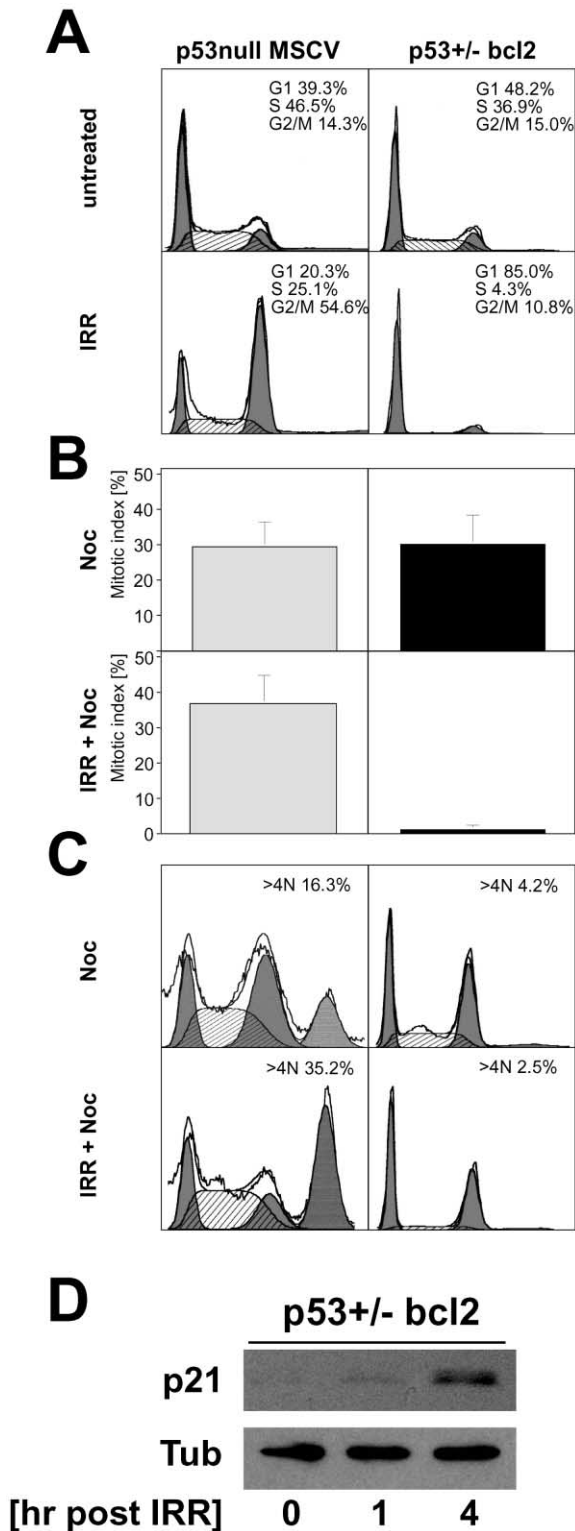 A
p53null MSCV p53+/- bcl2
untreated
G1 39.3%
S 46.5%
G2/M 14.3%
G1 48.2%
S 36.9%
G2/M 15.0%
IRR
G1 20.3%
S 25.1%
G2/M 54.6%
G1 85.0%
S 4.3%
G2/M 10.8%
B
Noc
Mitotic index [%]
50
40
30
20
10
IRR + Noc
Mitotic index [%]
50
40
30
20
10
0
C
Noc
>4N 16.3% >4N 4.2%
IRR + Noc
>4N 35.2% >4N 2.5%
D
p53+/- bcl2
p21
Tub
[hr post IRR] 0 1 4